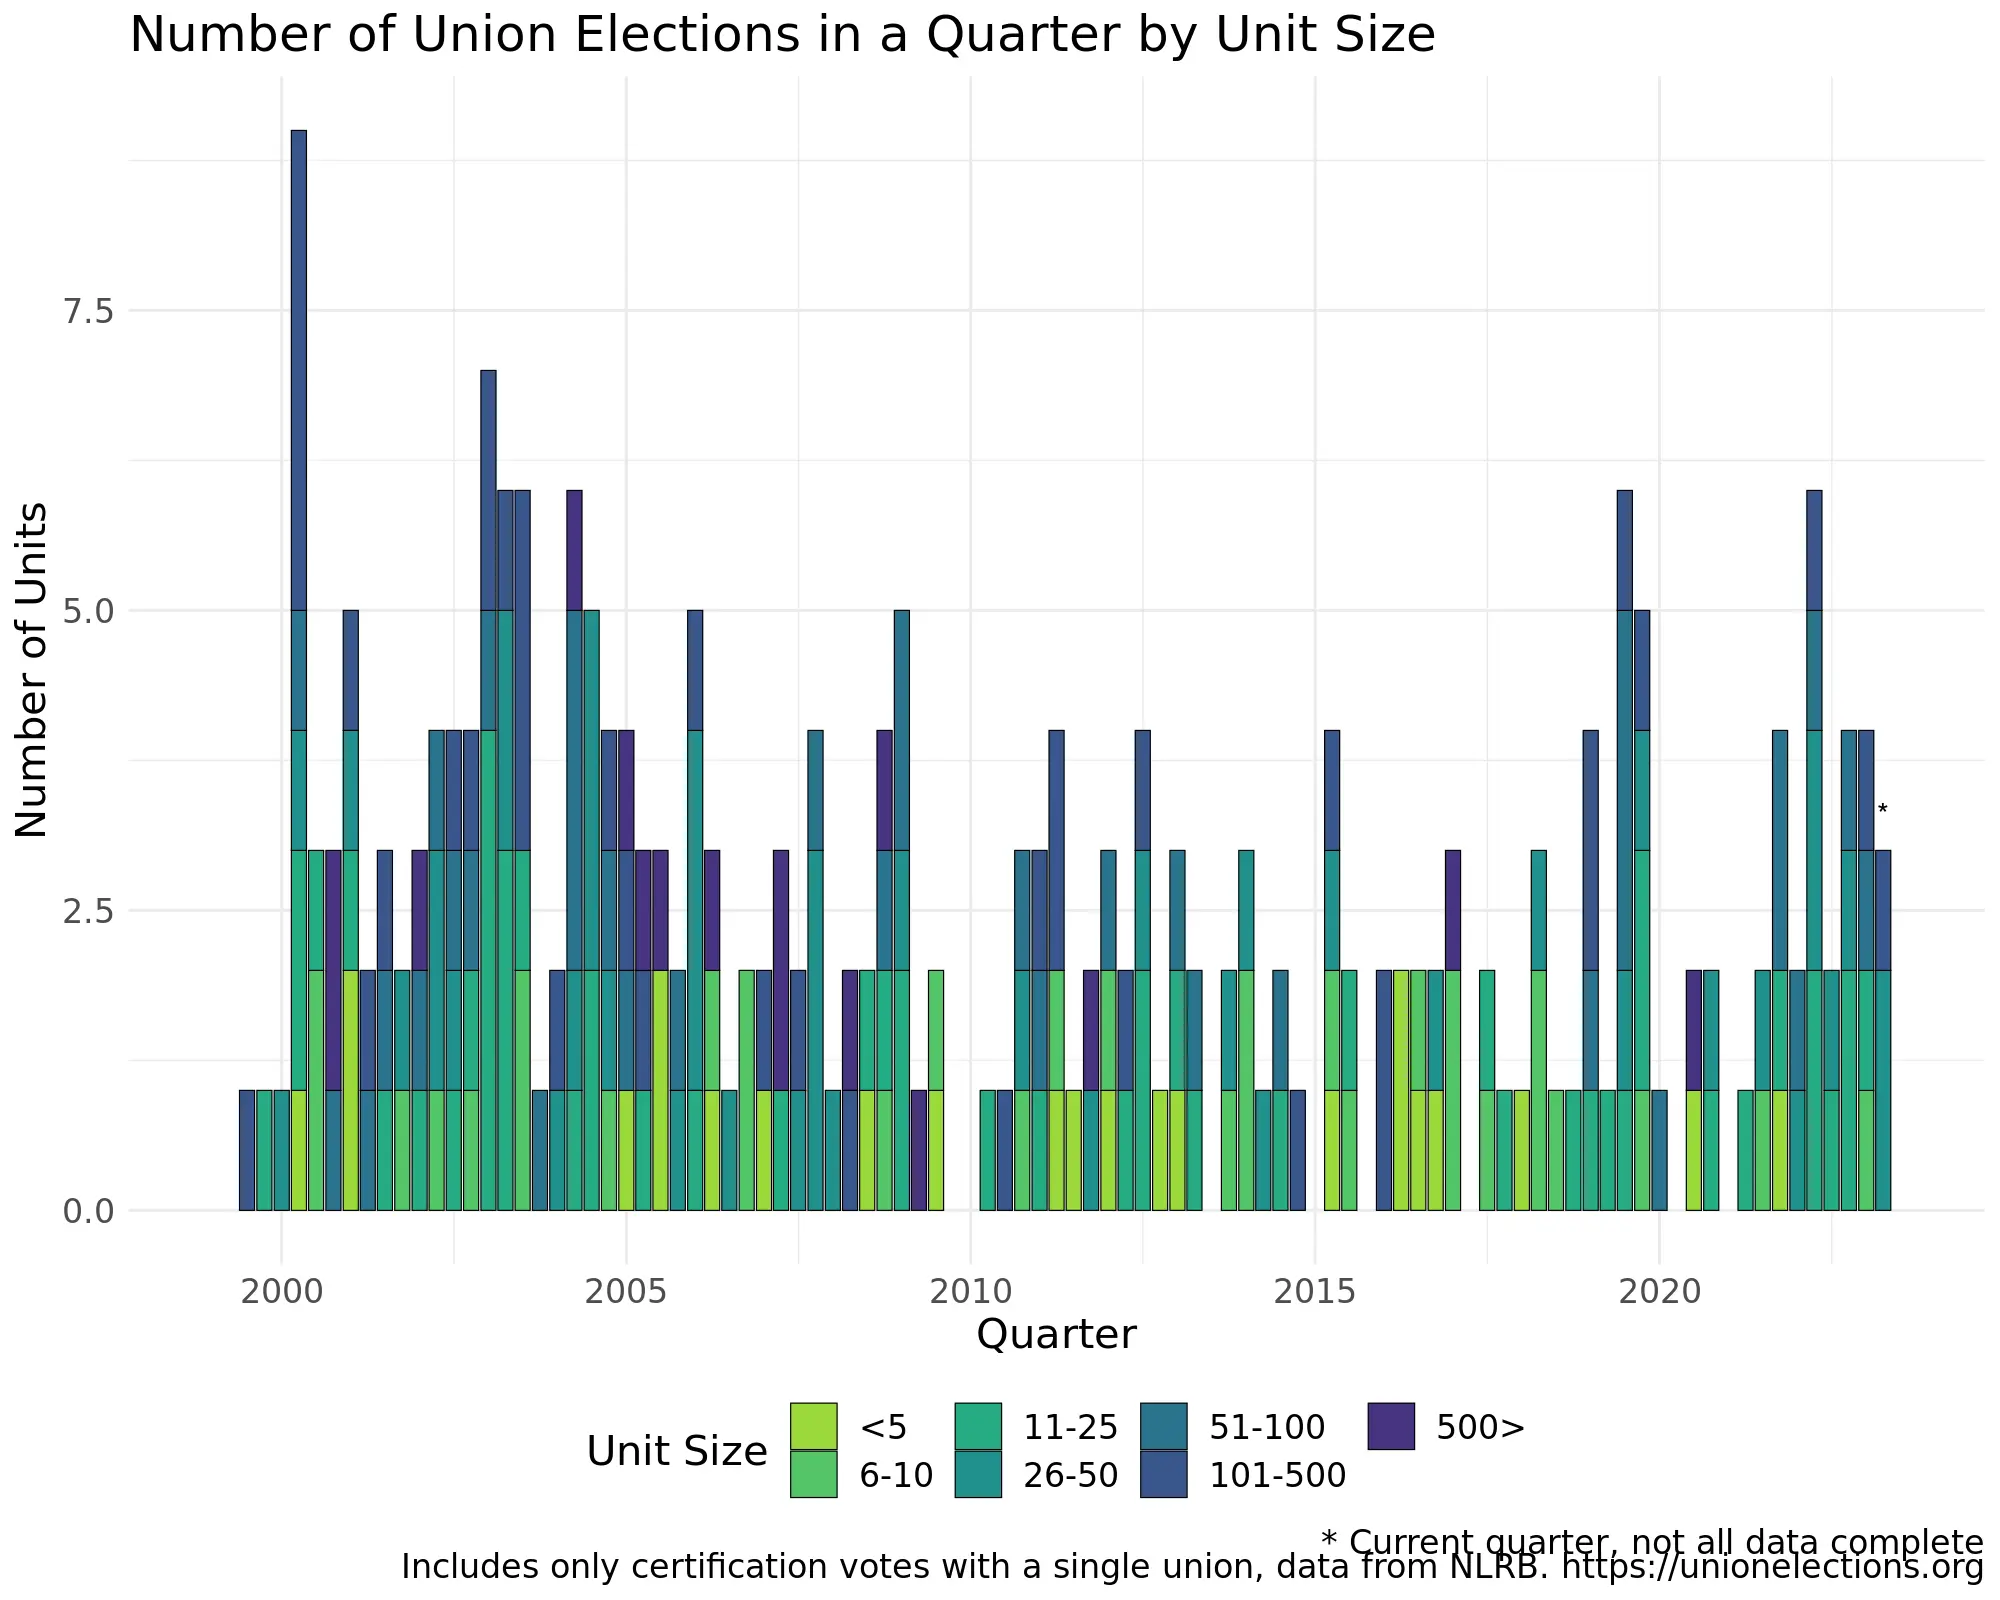 Number of Union Elections in a Quarter by Unit Size
Number of Units
7.5
5.0
2.5
0.0
*
2000 2005 2010 2015 2020
Quarter
Unit Size
<5 11-25 51-100 500>
6-10 26-50 101-500
* Current quarter, not all data complete
Includes only certification votes with a single union, data from NLRB. https://unionelections.org